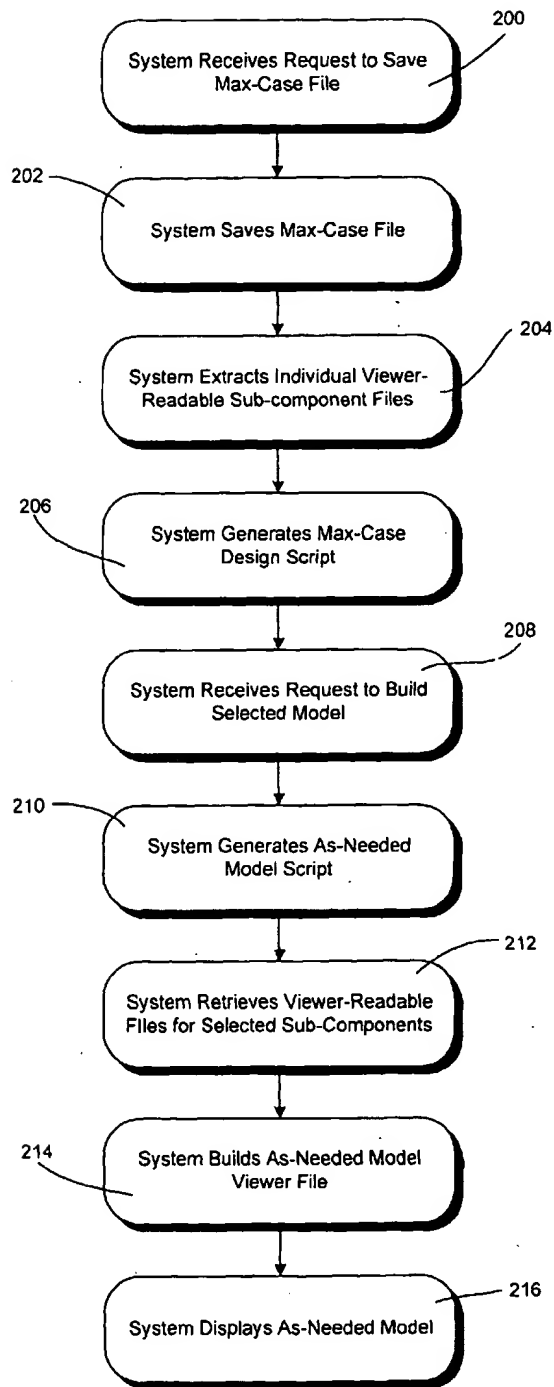 200
System Receives Request to Save
Max-Case File
202
System Saves Max-Case File
204
System Extracts Individual Viewer-
Readable Sub-component Files
206
System Generates Max-Case
Design Script
208
System Receives Request to Build
Selected Model
210
System Generates As-Needed
Model Script
212
System Retrieves Viewer-Readable
Files for Selected Sub-Components
214
System Builds As-Needed Model
Viewer File
216
System Displays As-Needed Model